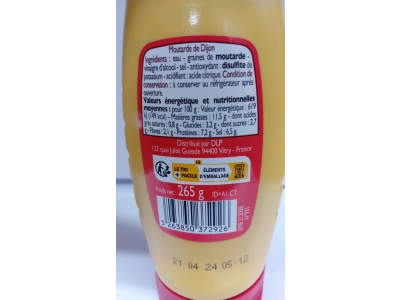 Moutarde de Dijon
Ingrédients : eau - graines de moutarde -
vinaigre d'alcool - sel - antioxydant : disulfite de
potassium - acidifiant : acide citrique. Condition de
conservation : à conserver au réfrigérateur après
ouverture.
Valeurs énergétique et nutritionnelles
moyennes : pour 100 g : Valeur énergétique : 619
kJ (149 kcal) - Matières grasses : 11,5 g dont acides
gras saturés : 0,8 g - Glucides : 3,2 g - dont sucres : 2,7
g - Fibres : 2,1 g - Protéines : 7,2 g - Sel : 6,5 g.
Distribué par DLP
123 quai Jules Guesde 94400 Vitry - France
FR
LE TRI
+ FACILE
ÉLÉMENTS
D'EMBALLAGE
Poids net : 265 g
3 263850 372926
21 04 24 05:12